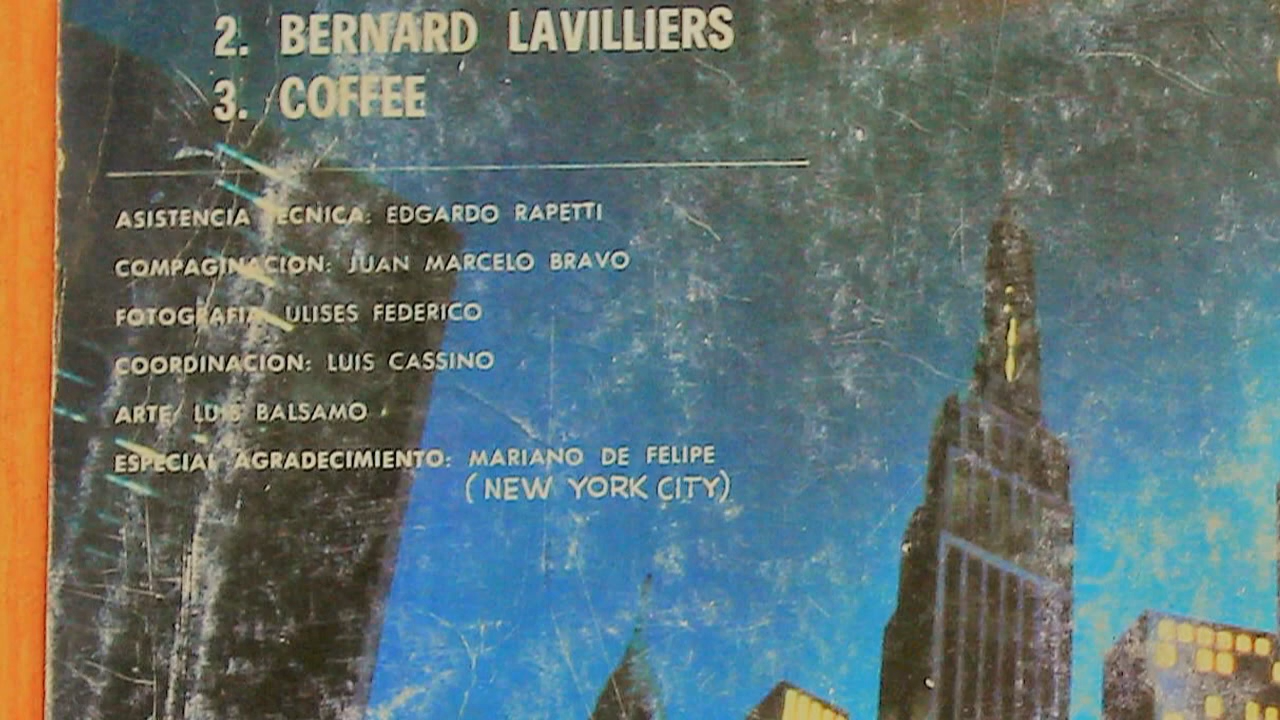 2. BERNARD LAVILLIERS
3. COFFEE
ASISTENCIA TECNICA: EDGARDO RAPETTI
COMPAGINACION: JUAN MARCELO BRAVO
FOTOGRAFIA: ULISES FEDERICO
COORDINACION: LUIS CASSINO
ARTE: LUIS BALSAMO
ESPECIAL AGRADECIMIENTO: MARIANO DE FELIPE
(NEW YORK CITY)